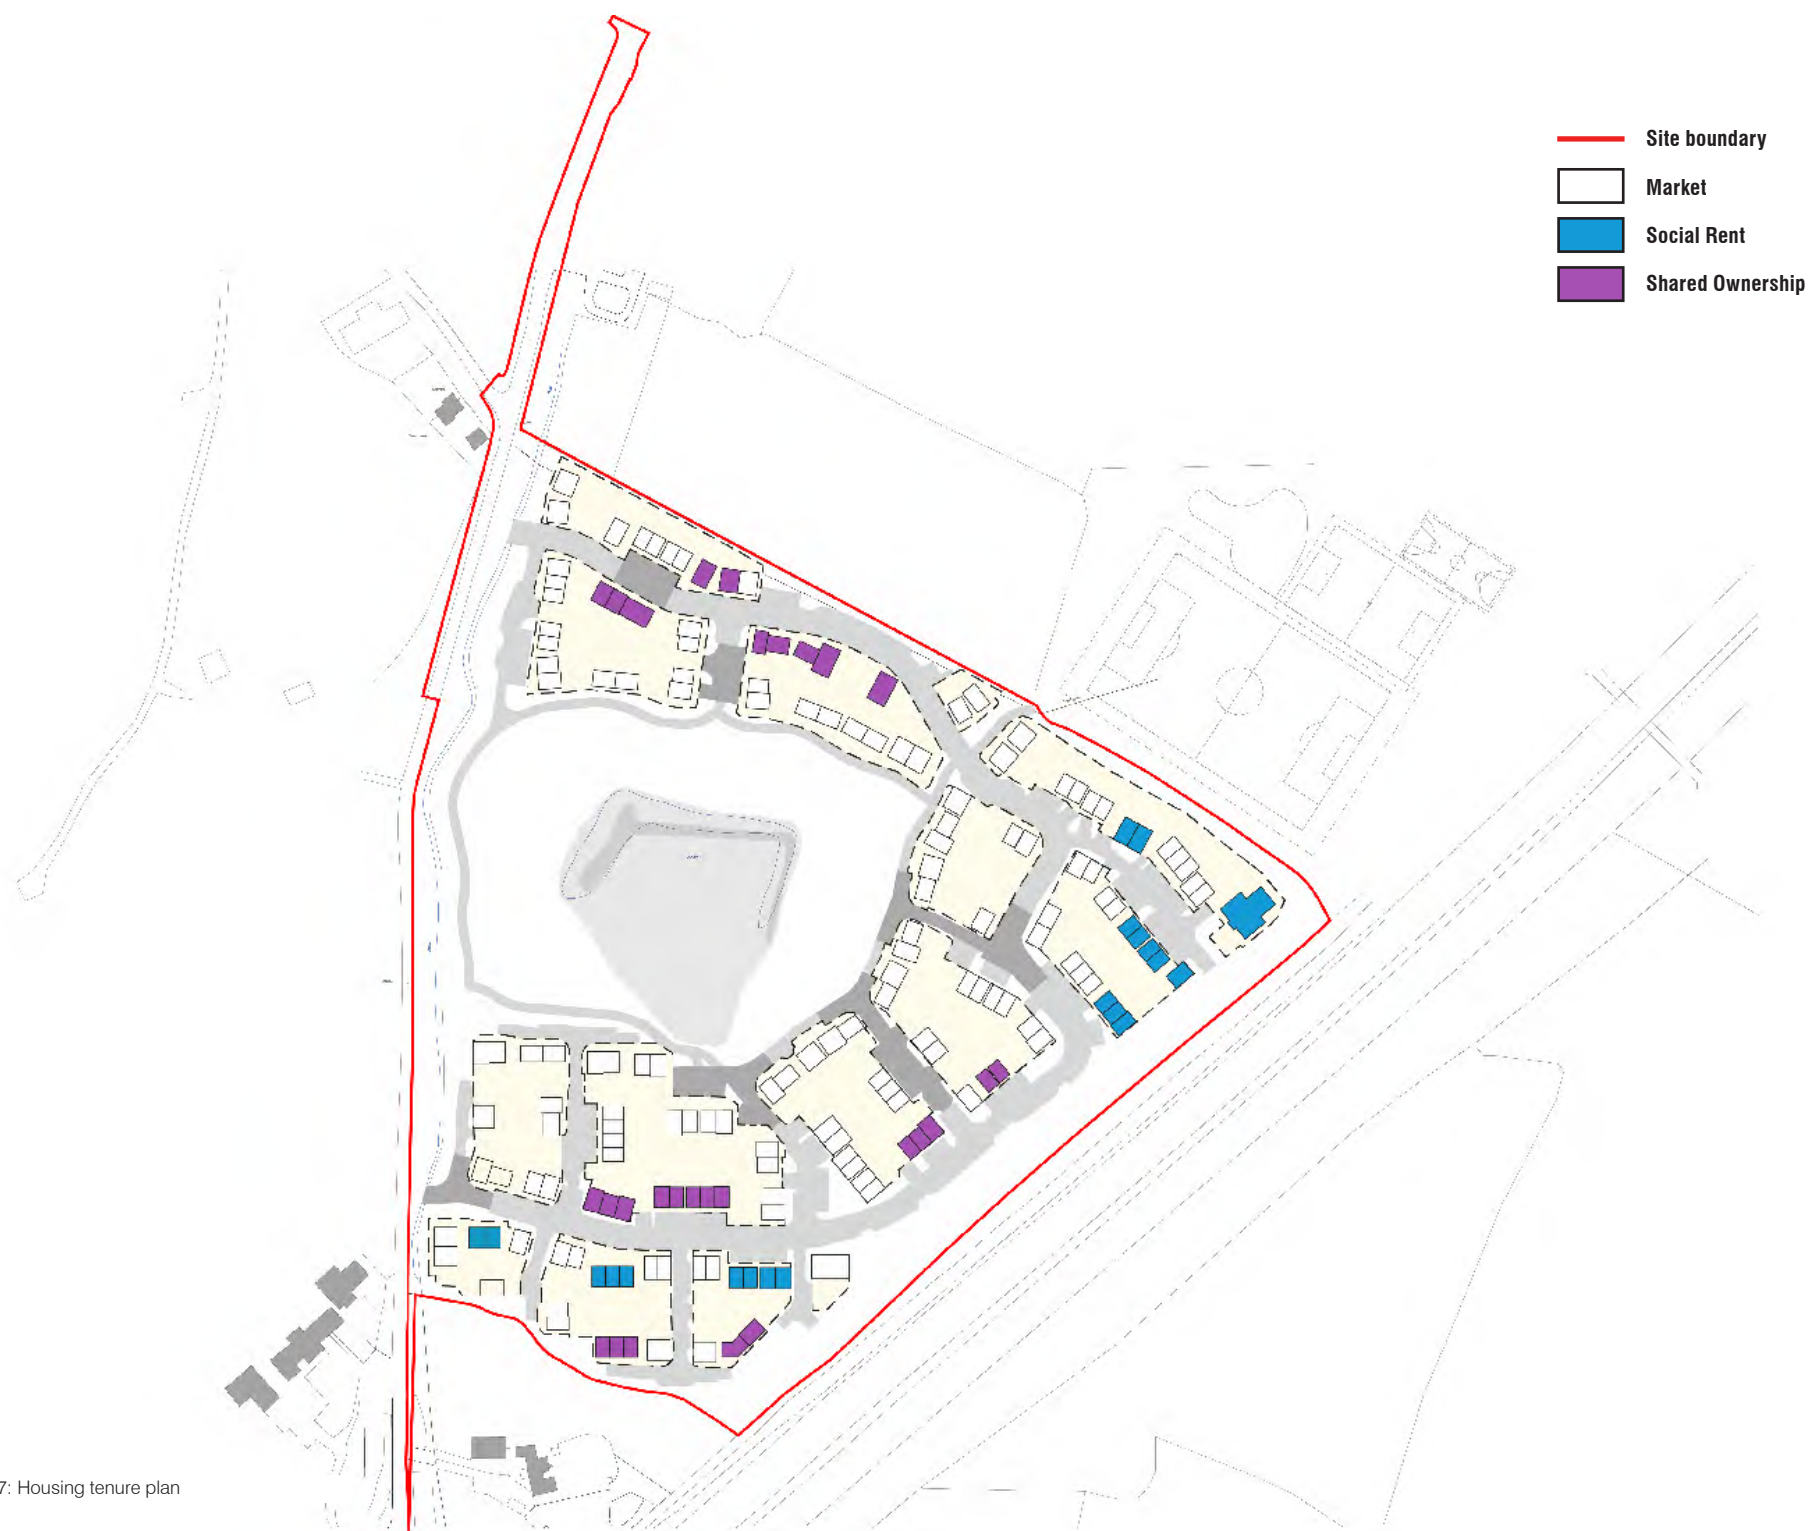 Site boundary
Market
Social Rent
Shared Ownership
7: Housing tenure plan